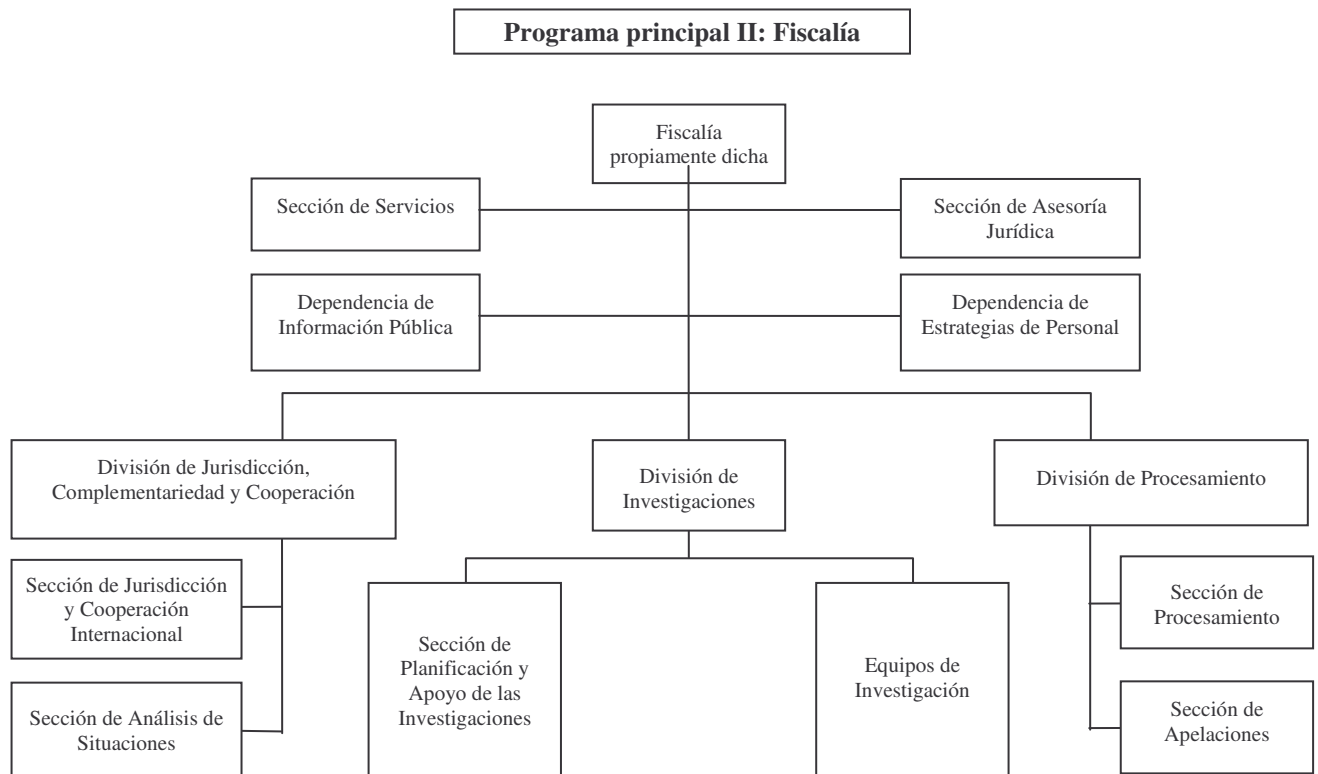 Programa principal II: Fiscalía
Fiscalía
propiamente dicha
Sección de Servicios
Sección de Asesoría
Jurídica
Dependencia de
Información Pública
Dependencia de
Estrategias de Personal
División de Jurisdicción,
Complementariedad y Cooperación
División de
Investigaciones
División de Procesamiento
Sección de Jurisdicción
y Cooperación
Internacional
Sección de
Planificación y
Apoyo de las
Investigaciones
Equipos de
Investigación
Sección de
Procesamiento
Sección de Análisis de
Situaciones
Sección de
Apelaciones